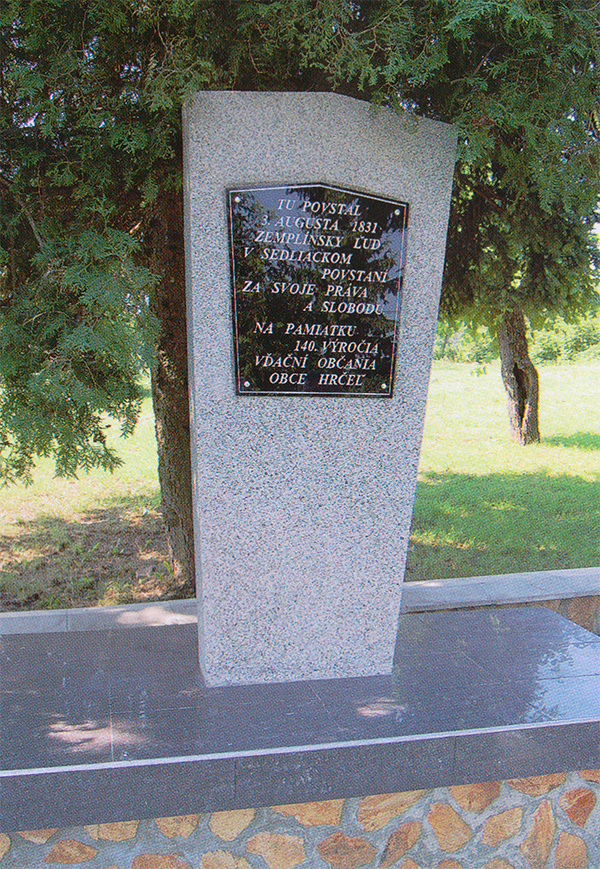 TU POVSTAL
3. AUGUSTA 1831
ZEMPLÍNSKY ĽUD
V SEDLIACKOM
POVSTANÍ
ZA SVOJE PRÁVA
A SLOBODU
NA PAMIATKU
140. VÝROČIA
VĎAČNÍ OBČANIA
OBCE HRČEĽ